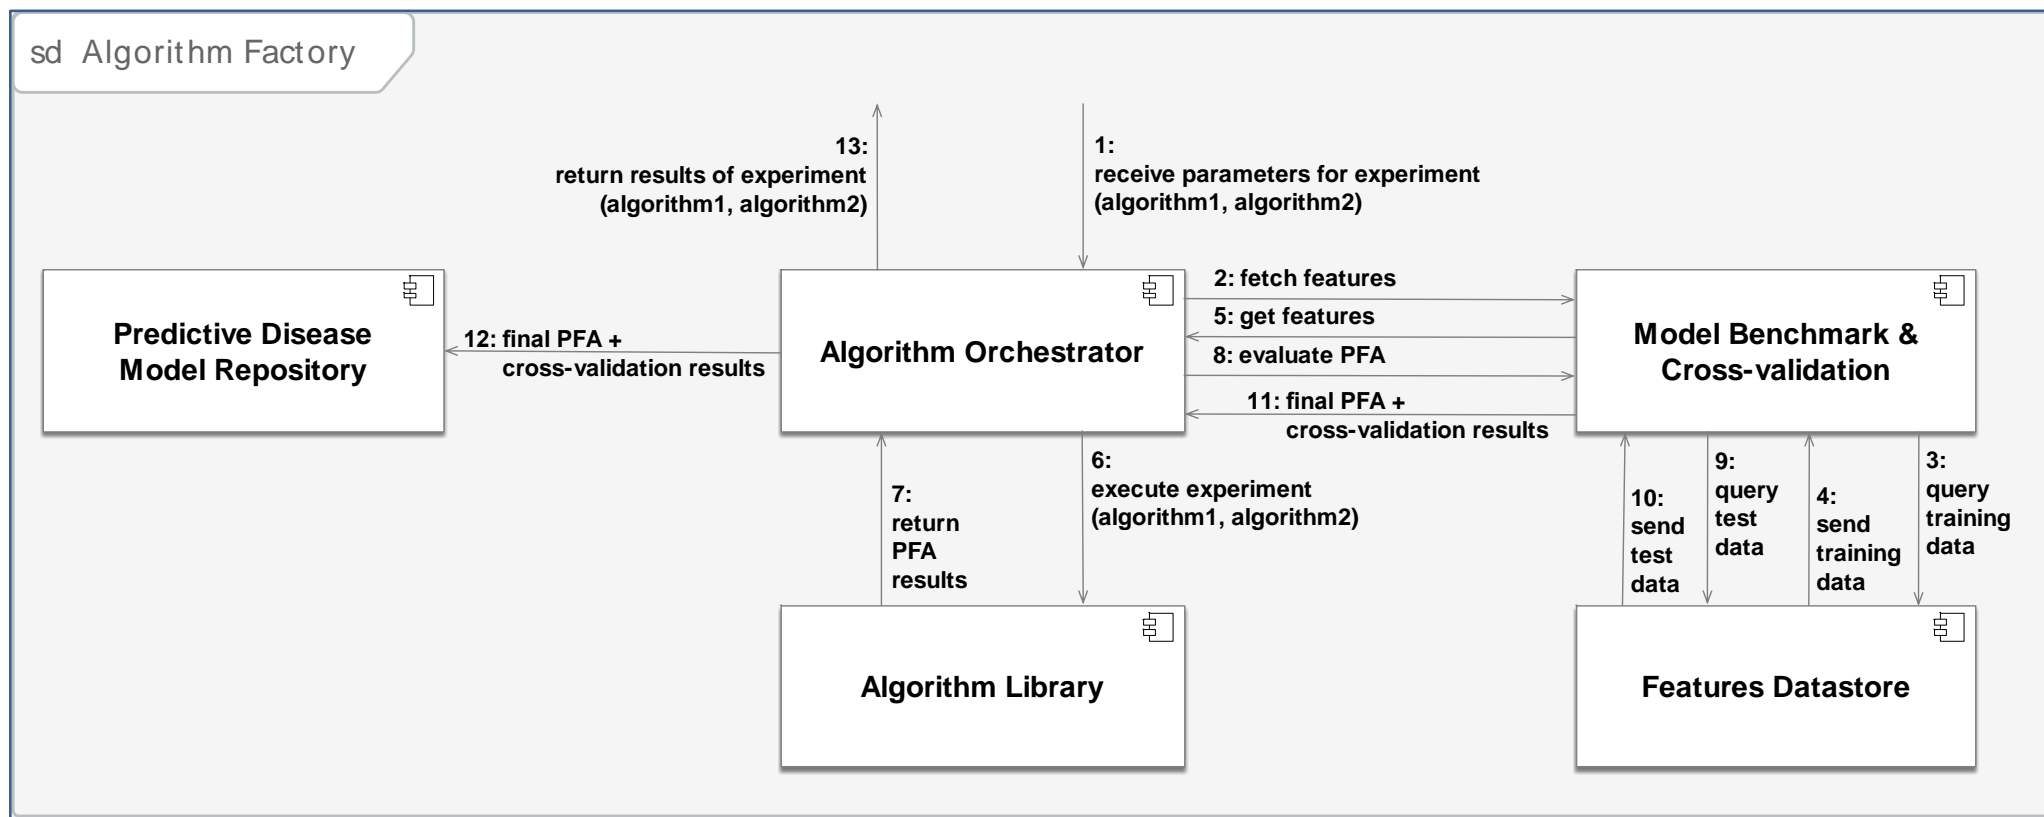 sd Algorithm Factory
13:
return results of experiment
(algorithm1, algorithm2)
1:
receive parameters for experiment
(algorithm1, algorithm2)
Predictive Disease
Model Repository
12: final PFA +
cross-validation results
Algorithm Orchestrator
2: fetch features
5: get features
8: evaluate PFA
11: final PFA +
cross-validation results
Model Benchmark &
Cross-validation
7:
return
PFA
results
6:
execute experiment
(algorithm1, algorithm2)
10:
send
test
data
9:
query
test
data
4:
send
training
data
3:
query
training
data
Algorithm Library
Features Datastore